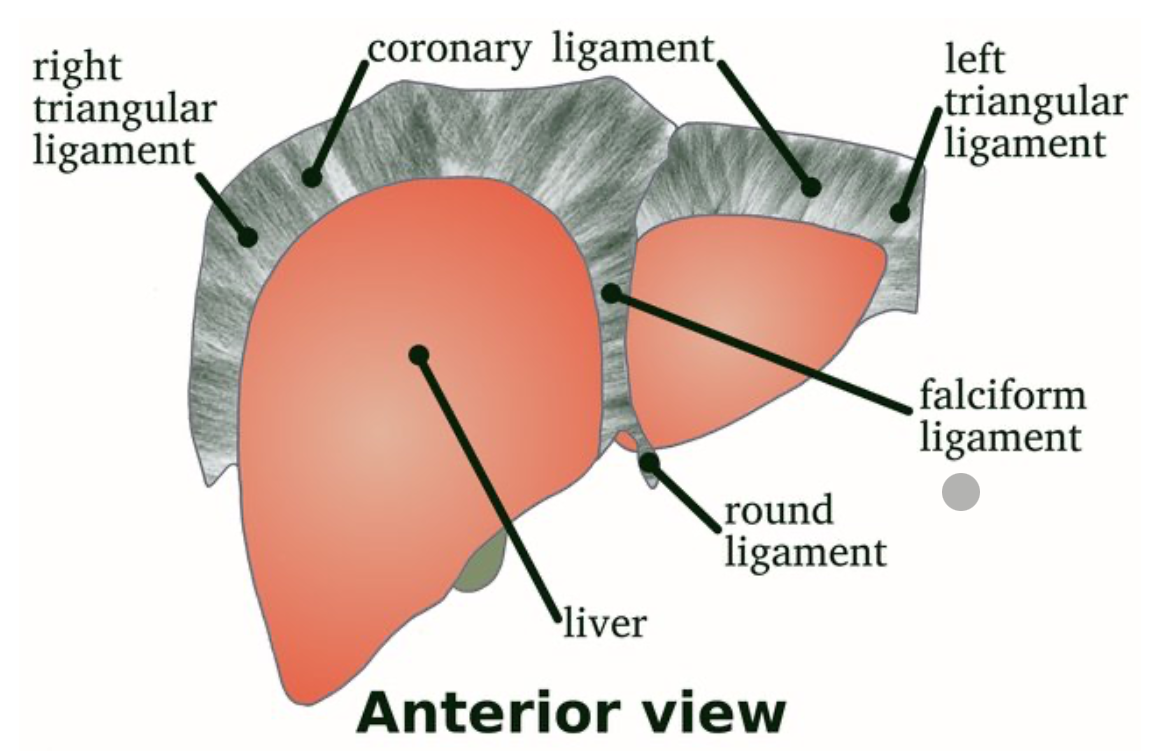 coronary ligament
right
triangular
ligament
left
triangular
ligament
falciform
ligament
round
ligament
liver
Anterior view